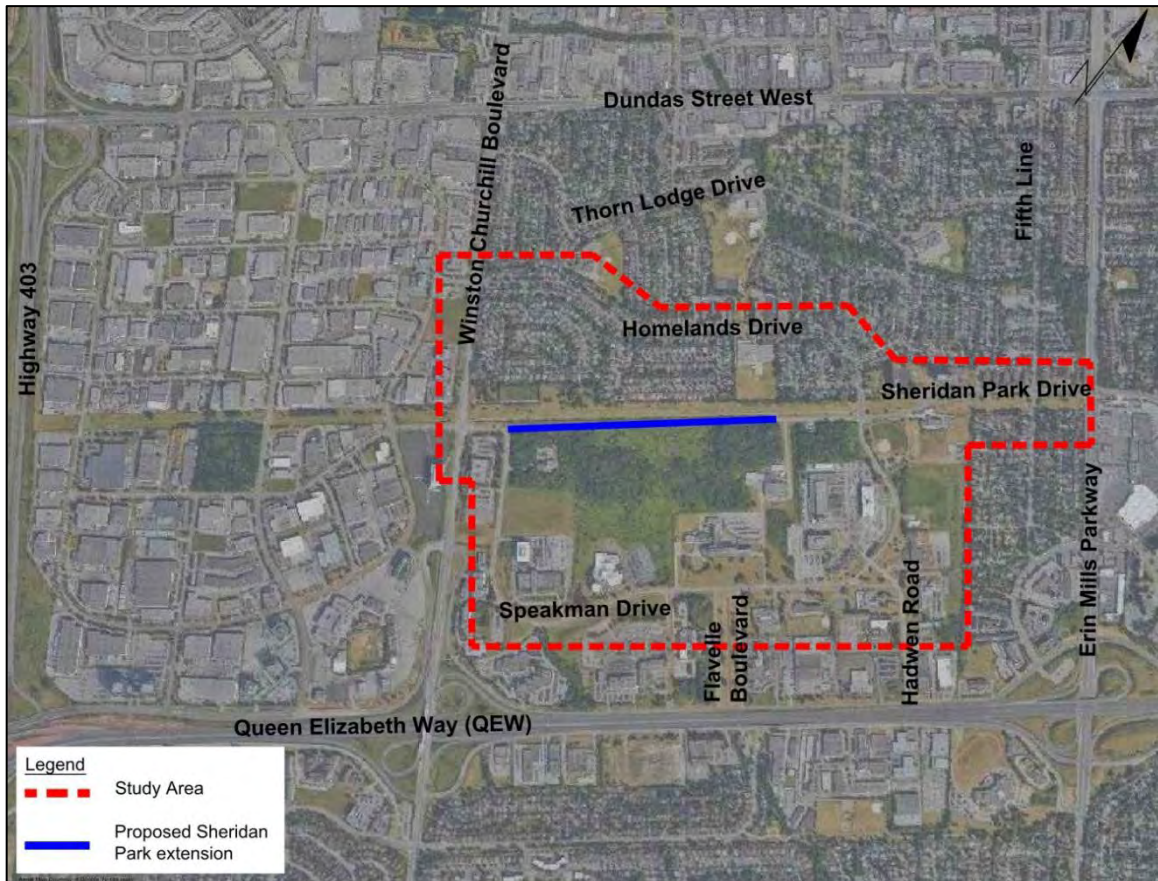 Dundas Street West
Winston Churchill Boulevard
Thorn Lodge Drive
Fifth Line
Highway 403
Homelands Drive
Sheridan Park Drive
Erin Mills Parkway
Speakman Drive
Flavelle
Boulevard
Hadwen Road
Queen Elizabeth Way (QEW)
Legend
Study Area
Proposed Sheridan
Park extension